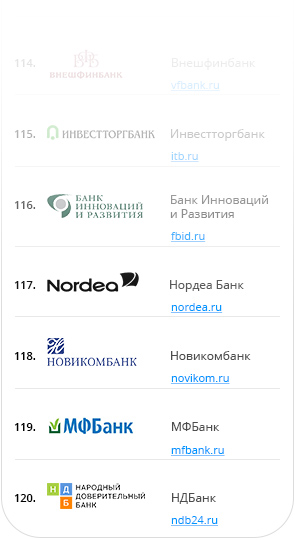 114.
ВНЕШФИНБАНК
Внешфинбанк
vfbank.ru
115.
ИНВЕСТТОРГБАНК
Инвестторгбанк
itb.ru
116.
БАНК
ИННОВАЦИЙ
И РАЗВИТИЯ
Банк Инноваций
и Развития
fbid.ru
117.
Nordea
Нордеа Банк
nordea.ru
118.
НОВИКОМБАНК
Новикомбанк
novikom.ru
119.
МФБанк
МФБанк
mfbank.ru
120.
НД
Б
НАРОДНЫЙ
ДОВЕРИТЕЛЬНЫЙ
БАНК
НДБанк
ndb24.ru